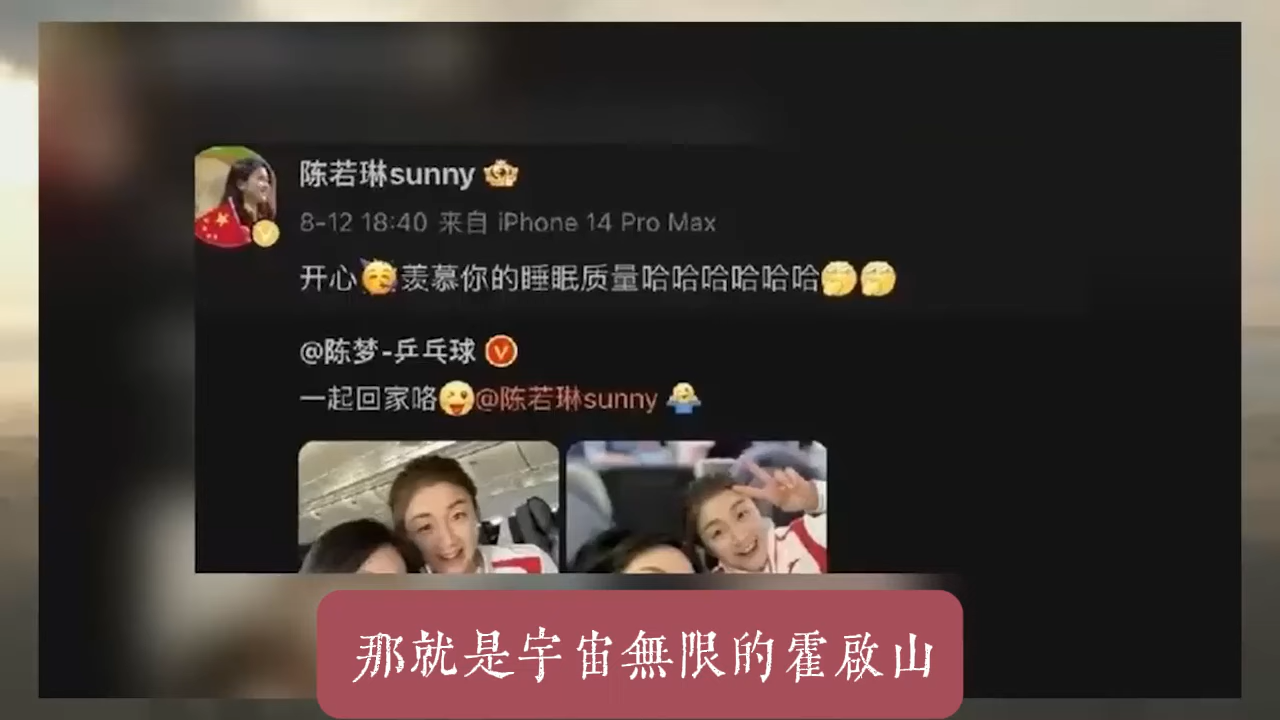 陈若琳sunny
8-12 18:40 来自 iPhone 14 Pro Max
开心🥳羡慕你的睡眠质量哈哈哈哈哈哈🤭🤭
@陈梦-乒乓球
一起回家咯😜@陈若琳sunny 🤷
那就是宇宙無限的霍啟山